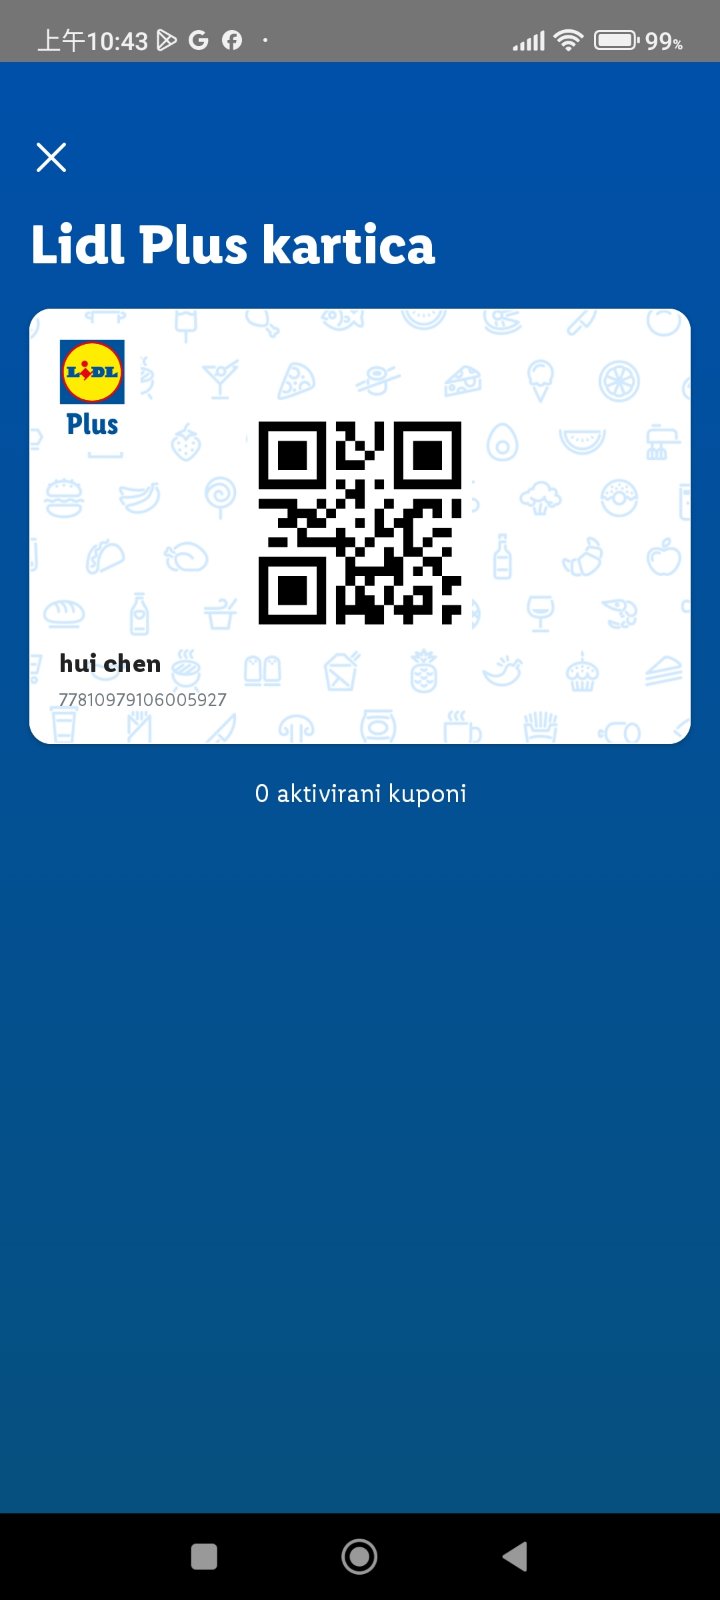 上午10:43
99%
Lidl Plus kartica
LIDL
Plus
hui chen
77810979106005927
0 aktivirani kuponi